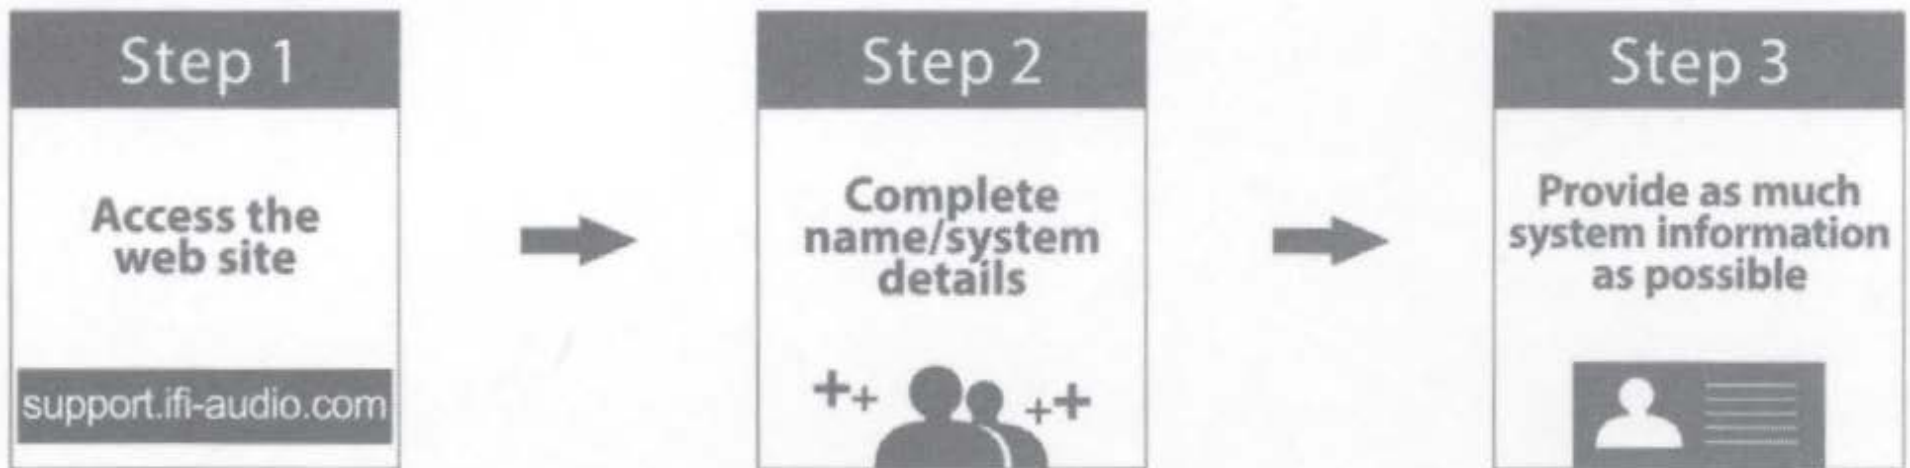 Step 1
Access the
web site
support.ifi-audio.com
Step 2
Complete
name/system
details
Step 3
Provide as much
system information
as possible